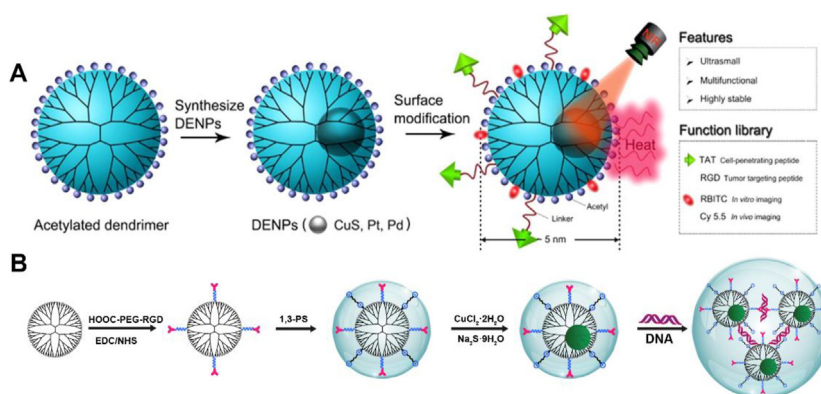 A
Synthesize
DENPs
Surface
modification
NIR
Heat
Acetylated dendrimer
DENPs ( CuS, Pt, Pd )
Linker
Acetyl
5 nm
Features
Ultrasmall
Multifunctional
Highly stable
Function library
TAT Cell-penetrating peptide
RGD Tumor targeting peptide
RBITC In vitro imaging
Cy 5.5 In vivo imaging
B
HOOC-PEG-RGD
EDC/NHS
1,3-PS
CuCl₂·2H₂O
Na₂S·9H₂O
DNA